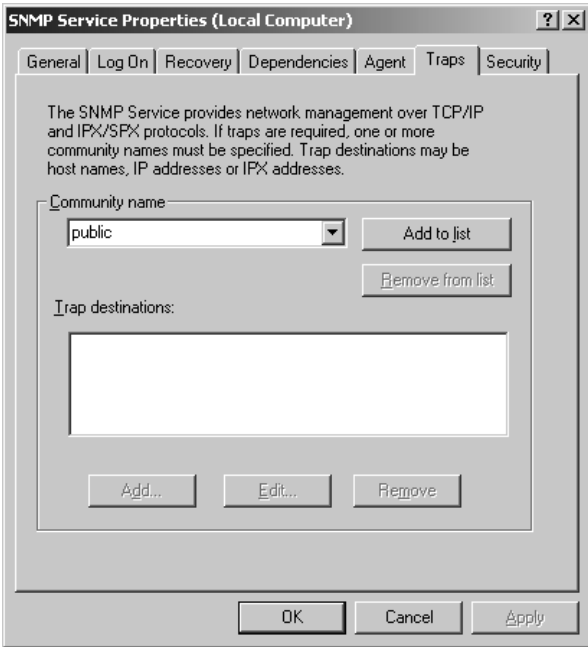 SNMP Service Properties (Local Computer)
General Log On Recovery Dependencies Agent Traps Security
The SNMP Service provides network management over TCP/IP
and IPX/SPX protocols. If traps are required, one or more
community names must be specified. Trap destinations may be
host names, IP addresses or IPX addresses.
Community name
public
Add to list
Remove from list
Trap destinations:
Add...
Edit...
Remove
OK
Cancel
Apply